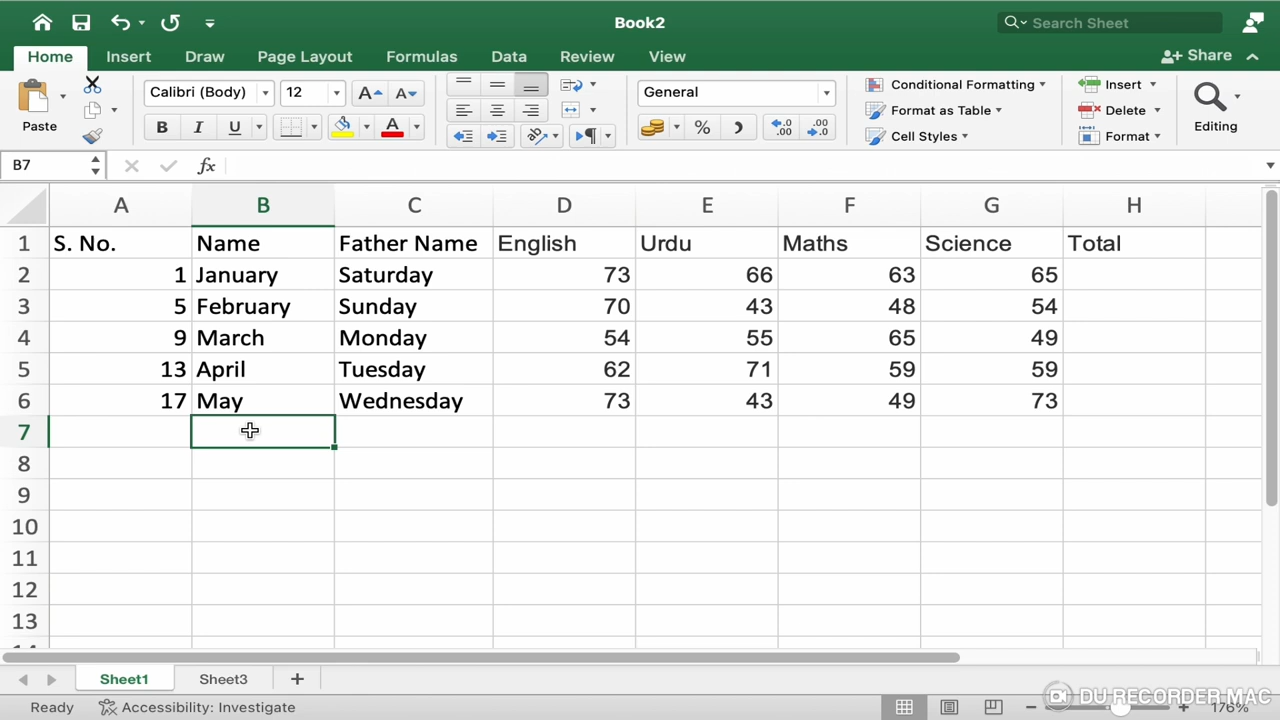 Book2
Search Sheet
Home Insert Draw Page Layout Formulas Data Review View Share
Paste
Calibri (Body) 12 A A
B I U A
General
% .00 .0
Conditional Formatting
Format as Table
Cell Styles
Insert
Delete
Format
Editing
B7 fx
A B C D E F G H
1 S. No. Name Father Name English Urdu Maths Science Total
2 1 January Saturday 73 66 63 65
3 5 February Sunday 70 43 48 54
4 9 March Monday 54 55 65 49
5 13 April Tuesday 62 71 59 59
6 17 May Wednesday 73 43 49 73
7
8
9
10
11
12
13
Sheet1 Sheet3
Ready Accessibility: Investigate 176%
DU RECORDER MAC